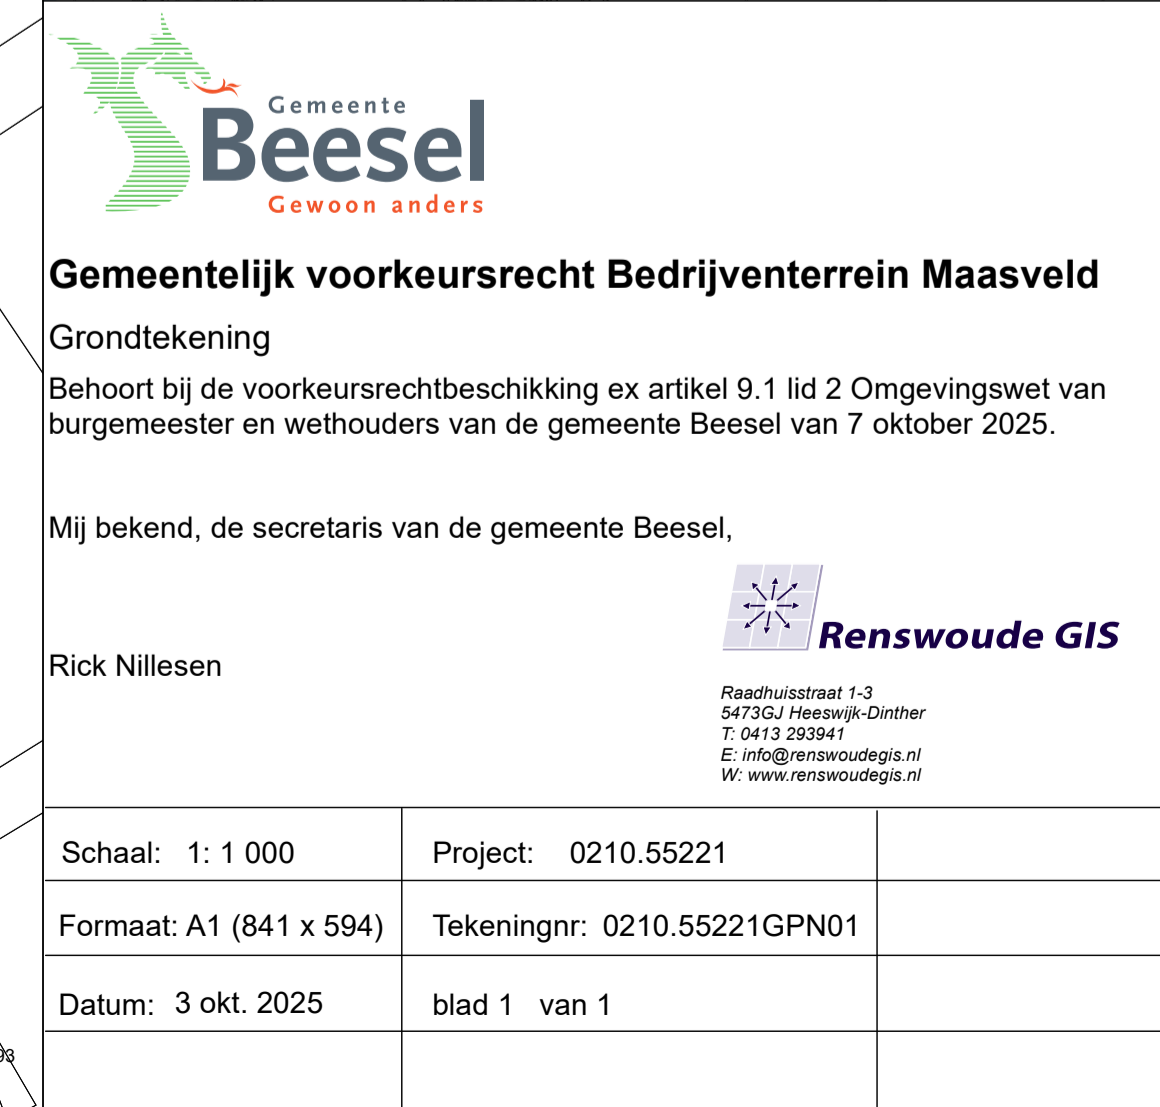 Gemeente
Beesel
Gewoon anders
Gemeentelijk voorkeursrecht Bedrijventerrein Maasveld
Grondtekening
Behoort bij de voorkeursrechtbeschikking ex artikel 9.1 lid 2 Omgevingswet van
burgemeester en wethouders van de gemeente Beesel van 7 oktober 2025.
Mij bekend, de secretaris van de gemeente Beesel,
Renswoude GIS
Rick Nillesen
Raadhuisstraat 1-3
5473GJ Heeswijk-Dinther
T: 0413 293941
E: info@renswoudegis.nl
W: www.renswoudegis.nl
Schaal: 1: 1 000 Project: 0210.55221
Formaat: A1 (841 x 594) Tekeningnr: 0210.55221GPN01
Datum: 3 okt. 2025 blad 1 van 1